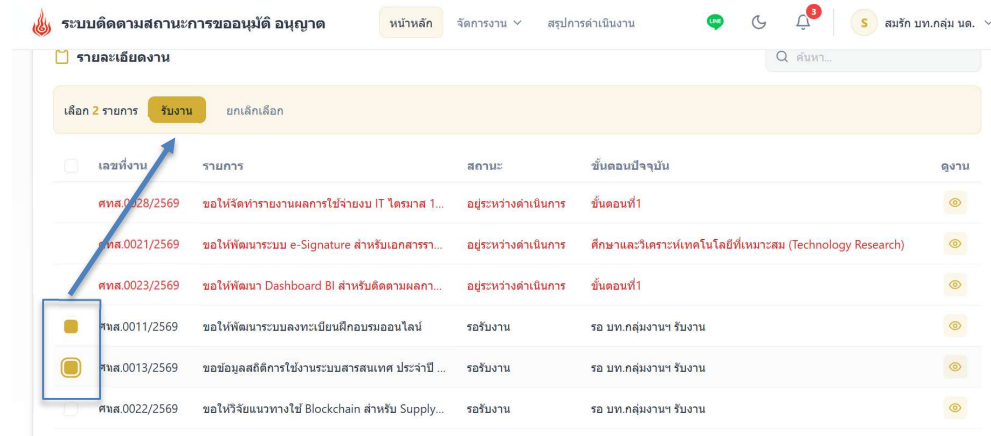 ระบบติดตามสถานะการขออนุมัติ อนุญาต หน้าหลัก จัดการงาน สรุปการดำเนินงาน LINE 3 S สมรัก บท.กลุ่ม นด.
รายละเอียดงาน ค้นหา...
เลือก 2 รายการ รับงาน ยกเลิกเลือก
เลขที่งาน รายการ สถานะ ขั้นตอนปัจจุบัน ดูงาน
ศทส.0028/2569 ขอให้จัดทำรายงานผลการใช้จ่ายงบ IT ไตรมาส 1... อยู่ระหว่างดำเนินการ ขั้นตอนที่1
ศทส.0021/2569 ขอให้พัฒนาระบบ e-Signature สำหรับเอกสารรา... อยู่ระหว่างดำเนินการ ศึกษาและวิเคราะห์เทคโนโลยีที่เหมาะสม (Technology Research)
ศทส.0023/2569 ขอให้พัฒนา Dashboard BI สำหรับติดตามผลกา... อยู่ระหว่างดำเนินการ ขั้นตอนที่1
ศทส.0011/2569 ขอให้พัฒนาระบบลงทะเบียนฝึกอบรมออนไลน์ รอรับงาน รอ บท.กลุ่มงานฯ รับงาน
ศทส.0013/2569 ขอข้อมูลสถิติการใช้งานระบบสารสนเทศ ประจำปี ... รอรับงาน รอ บท.กลุ่มงานฯ รับงาน
ศทส.0022/2569 ขอให้วิจัยแนวทางใช้ Blockchain สำหรับ Supply... รอรับงาน รอ บท.กลุ่มงานฯ รับงาน